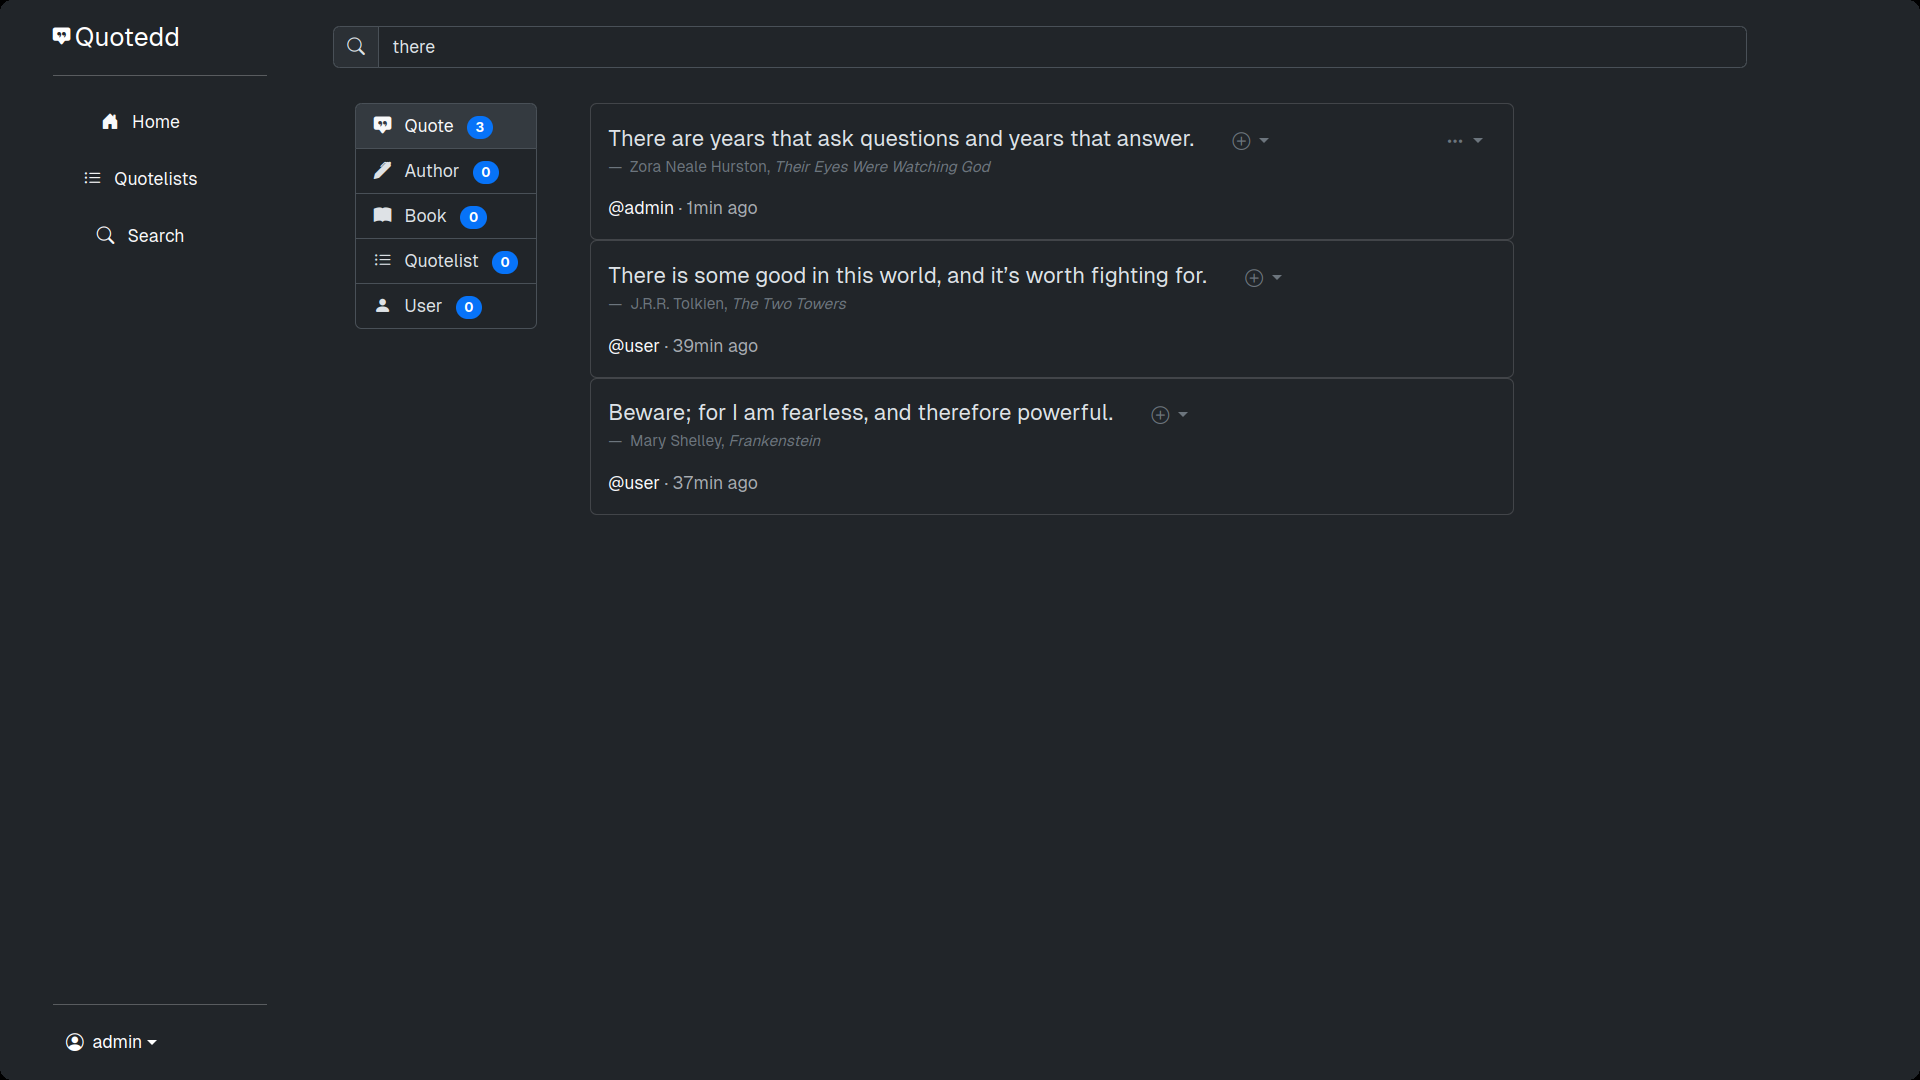 Quotedd
there
Home
Quotelists
Search
Quote 3
Author 0
Book 0
Quotelist 0
User 0
There are years that ask questions and years that answer.
— Zora Neale Hurston, Their Eyes Were Watching God
@admin · 1min ago
There is some good in this world, and it’s worth fighting for.
— J.R.R. Tolkien, The Two Towers
@user · 39min ago
Beware; for I am fearless, and therefore powerful.
— Mary Shelley, Frankenstein
@user · 37min ago
admin